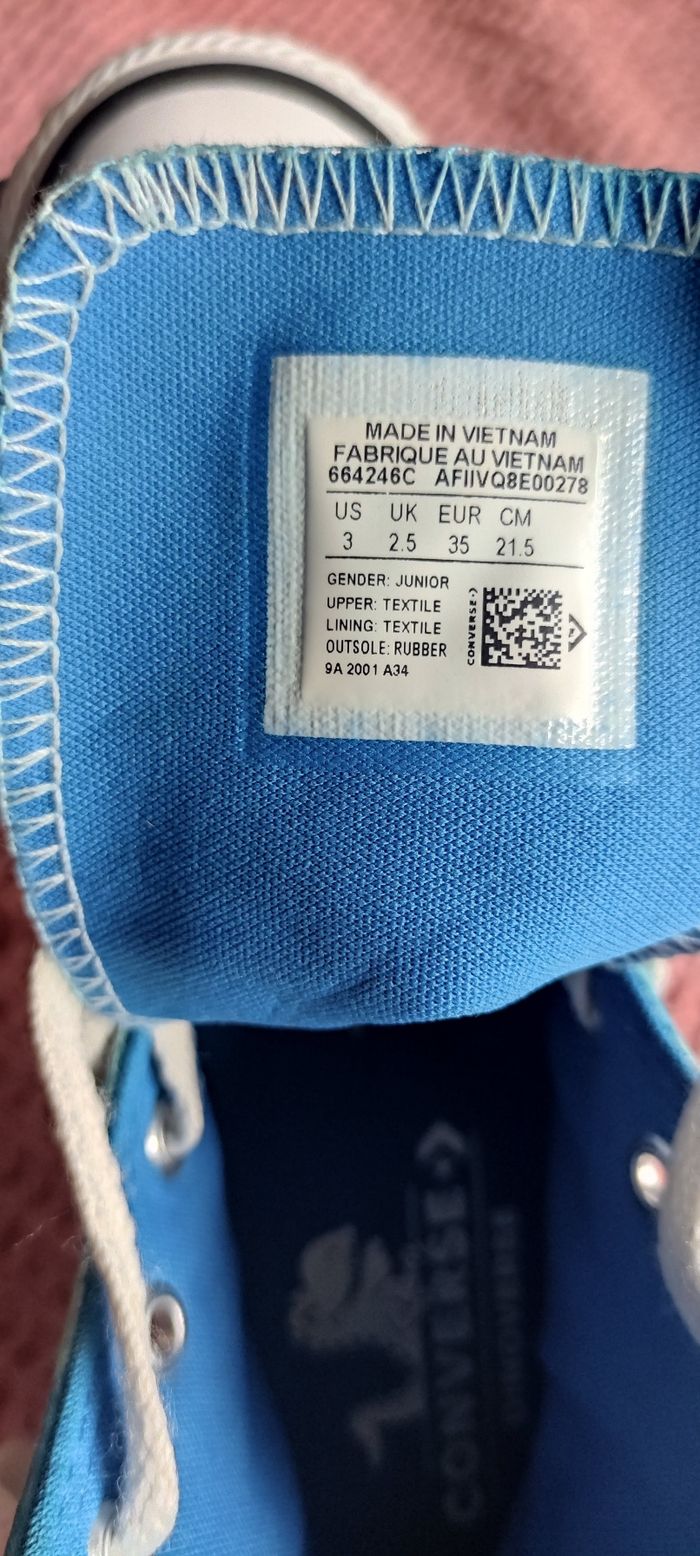 MADE IN VIETNAM
FABRIQUE AU VIETNAM
664246C AFIIVQ8E00278
US UK EUR CM
3 2.5 35 21.5
GENDER: JUNIOR
UPPER: TEXTILE
LINING: TEXTILE
OUTSOLE: RUBBER
9A 2001 A34
CONVERSE
CONVERSE